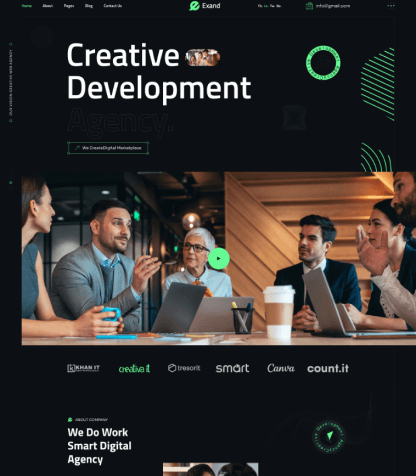 Home About Pages Blog Contact Us
Exand
info@gmail.com
OUR VISION CREATIVE WEB AGENCY
Creative
Development
Agency.
We CreateDigital Marketplace
KHAN IT
creative it
tresorit
smart
Canva
count.it
ABOUT COMPANY
We Do Work
Smart Digital
Agency